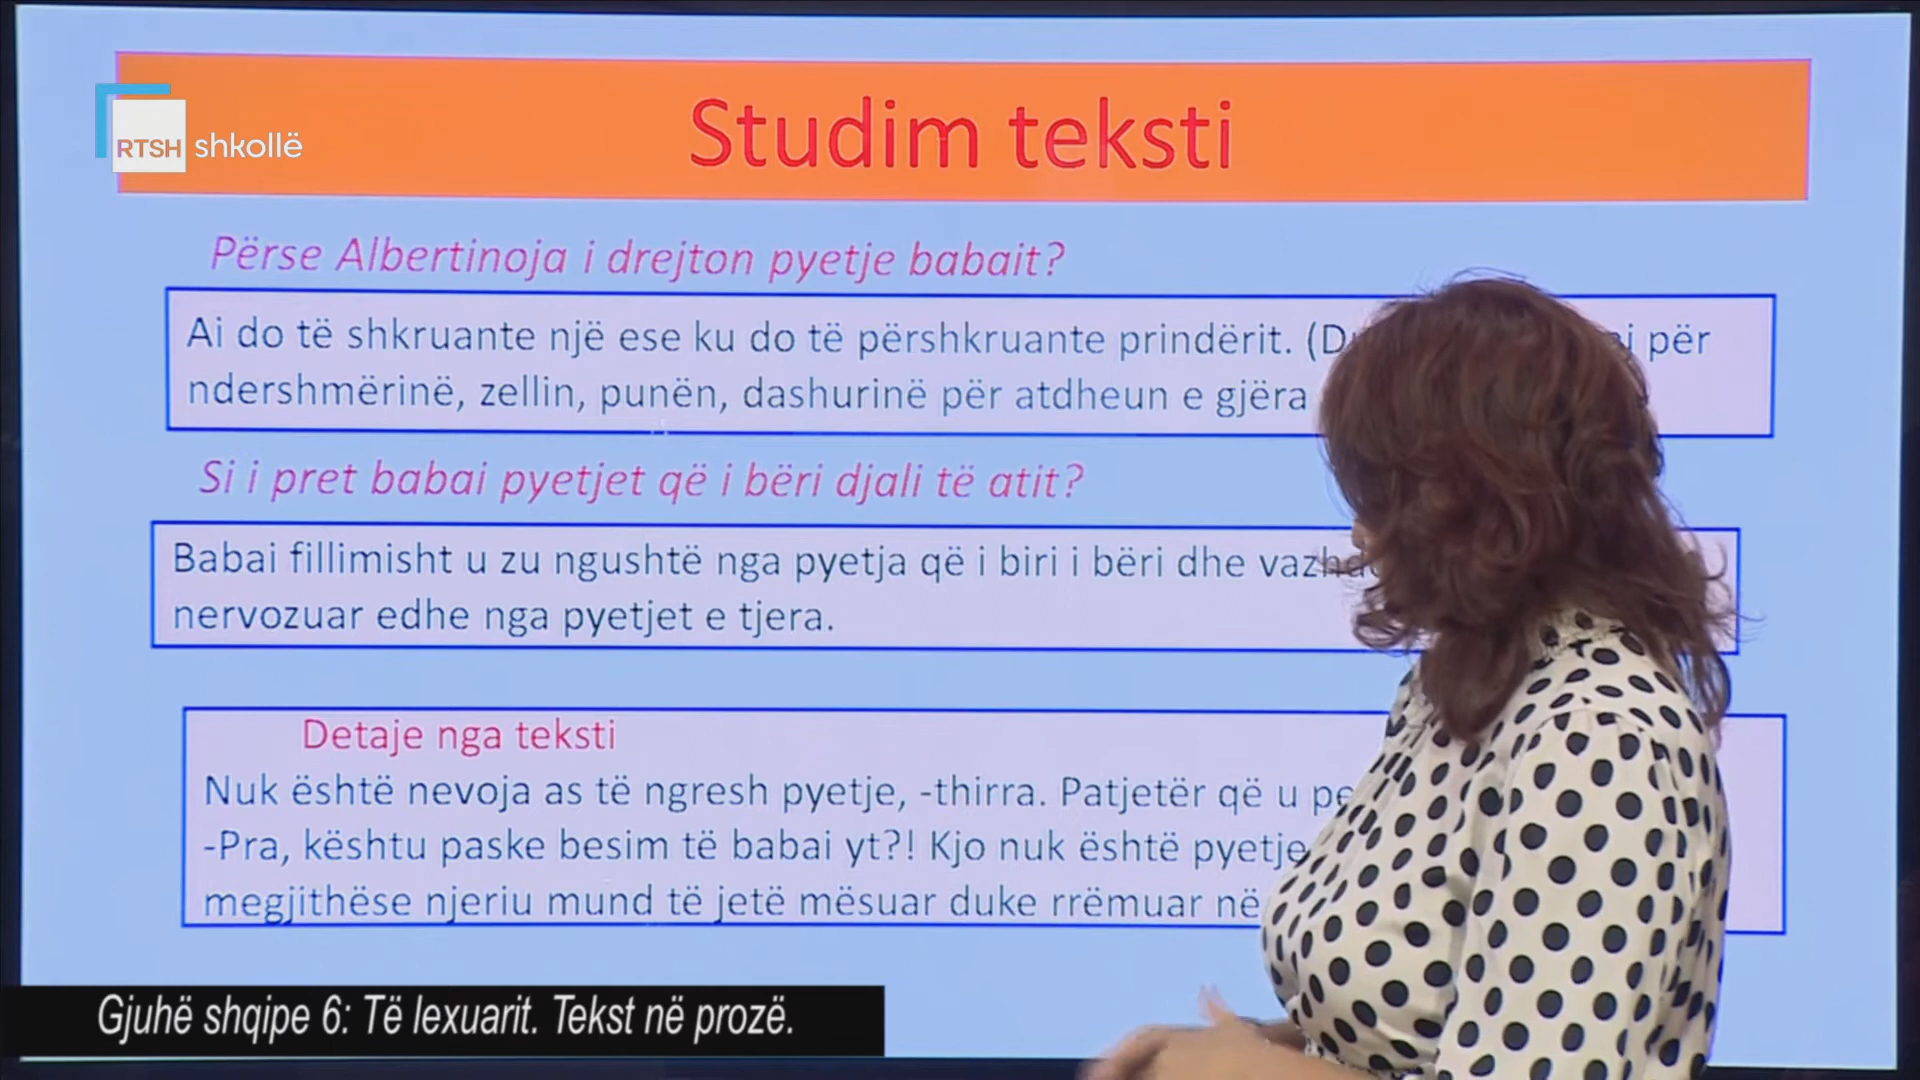 Studim teksti
RTSH shkollë
Përse Albertinoja i drejton pyetje babait?
Ai do të shkruante një ese ku do të përshkruante prindërit. për
ndershmërinë, zellin, punën, dashurinë për atdheun e gjëra
Si i pret babai pyetjet që i bëri djali të atit?
Babai fillimisht u zu ngushtë nga pyetja që i biri i bëri dhe
nervozuar edhe nga pyetjet e tjera.
Detaje nga teksti
Nuk është nevoja as të ngresh pyetje, -thirra. Patjetër që u
-Pra, kështu paske besim të babai yt?! Kjo nuk është pyetje
megjithëse njeriu mund të jetë mësuar duke rrëmuar në
Gjuhë shqipe 6: Të lexuarit. Tekst në prozë.